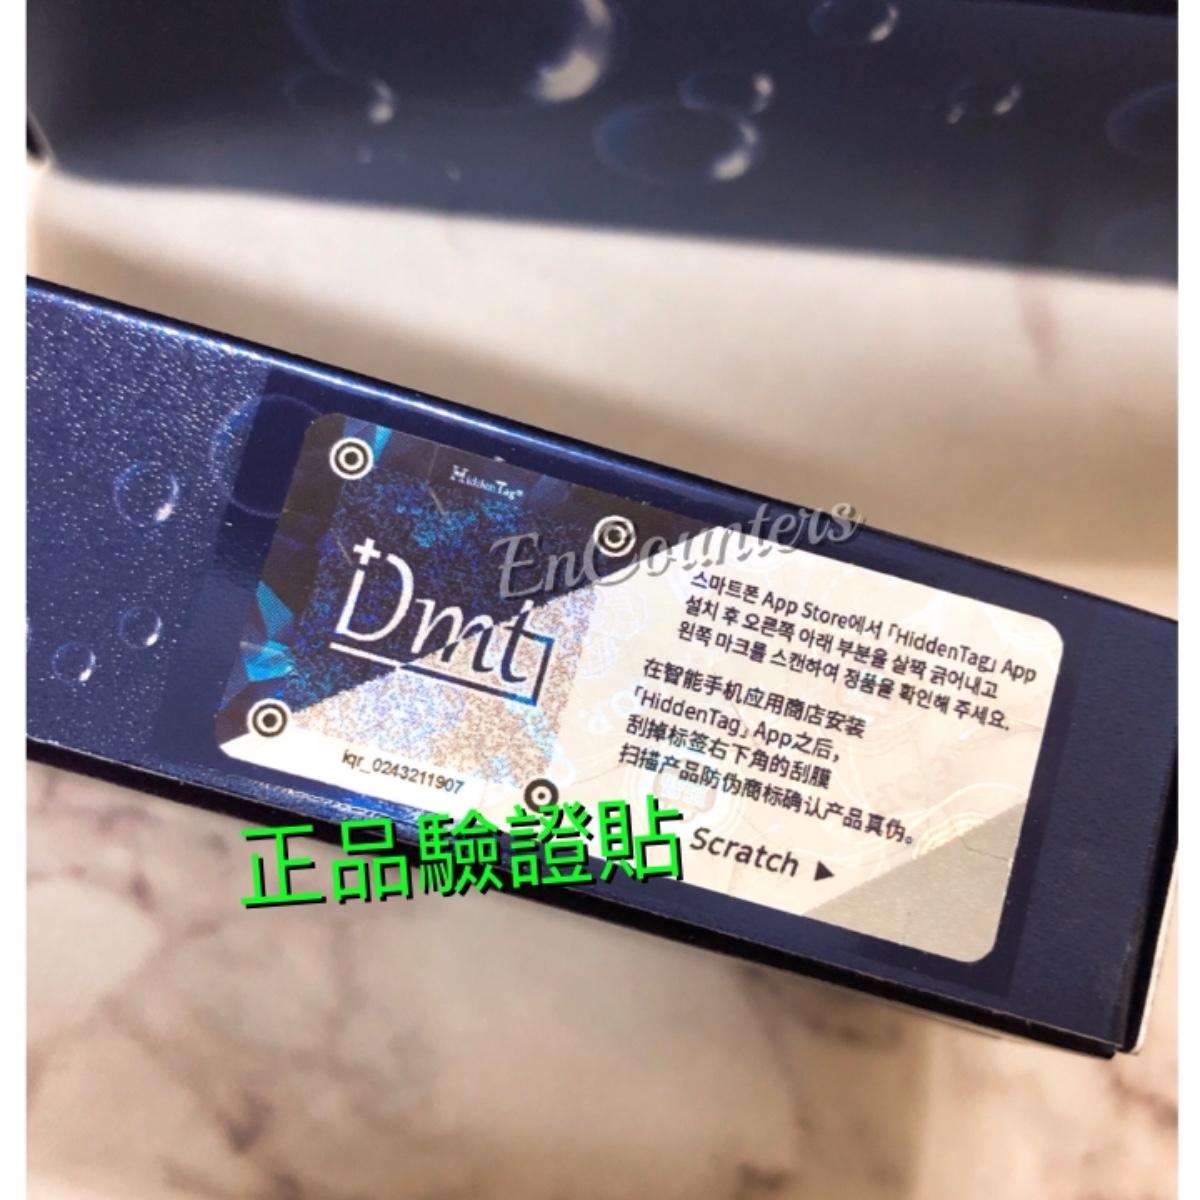 HiddenTag®
+Dmt
EnCounters
스마트폰 App Store에서 「HiddenTag」 App
설치 후 오른쪽 아래 부분을 살짝 긁어내고
왼쪽 마크를 스캔하여 정품을 확인해 주세요.
在智能手机应用商店安装
「HiddenTag」 App之后，
刮掉标签右下角的刮膜
扫描产品防伪商标确认产品真伪。
kqr_0243211907
Scratch ▶
正品驗證貼